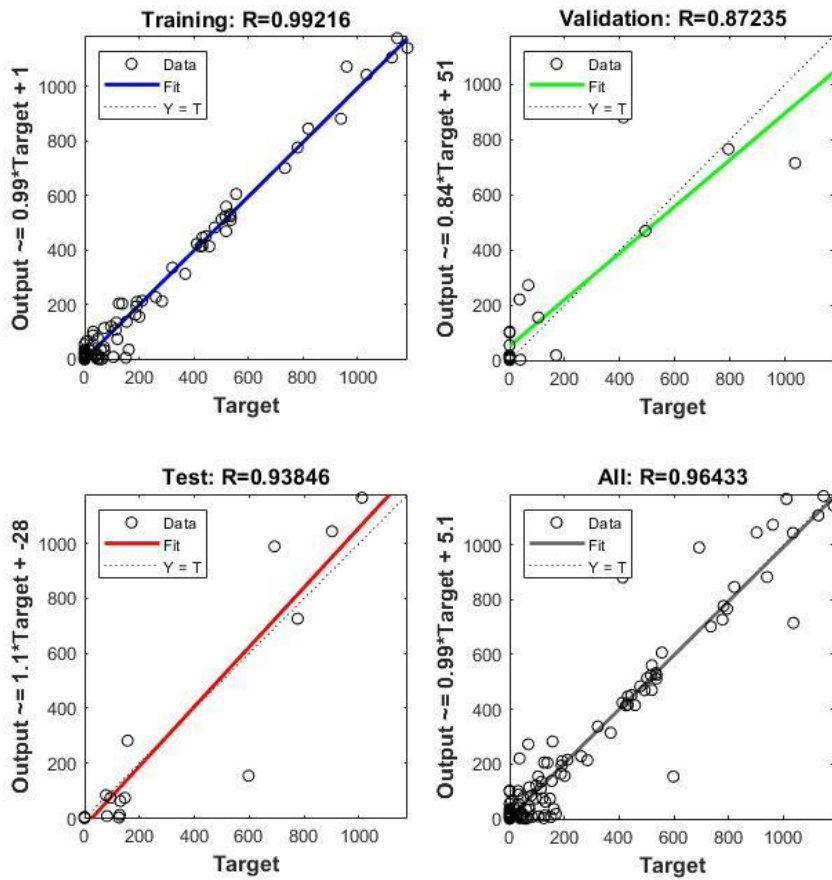 Training: R=0.99216
Output ~= 0.99*Target + 1
Data
Fit
Y = T
1000
800
600
400
200
0
0 200 400 600 800 1000
Target
Validation: R=0.87235
Output ~= 0.84*Target + 51
Data
Fit
Y = T
1000
800
600
400
200
0
0 200 400 600 800 1000
Target
Test: R=0.93846
Output ~= 1.1*Target + -28
Data
Fit
Y = T
1000
800
600
400
200
0
0 200 400 600 800 1000
Target
All: R=0.96433
Output ~= 0.99*Target + 5.1
Data
Fit
Y = T
1000
800
600
400
200
0
0 200 400 600 800 1000
Target